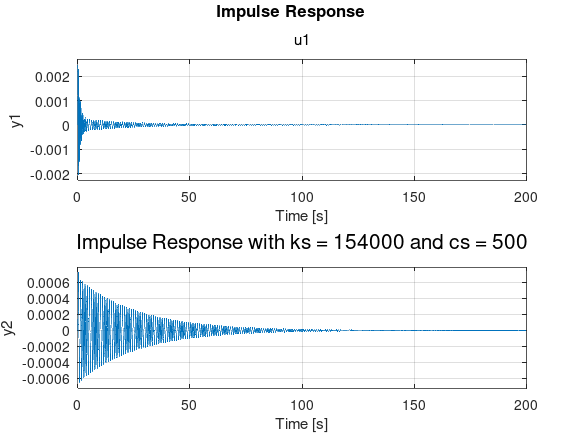 Impulse Response
u1
y1
0.002
0.001
0
-0.001
-0.002
0 50 100 150 200
Time [s]
Impulse Response with ks = 154000 and cs = 500
y2
0.0006
0.0004
0.0002
0
-0.0002
-0.0004
-0.0006
0 50 100 150 200
Time [s]